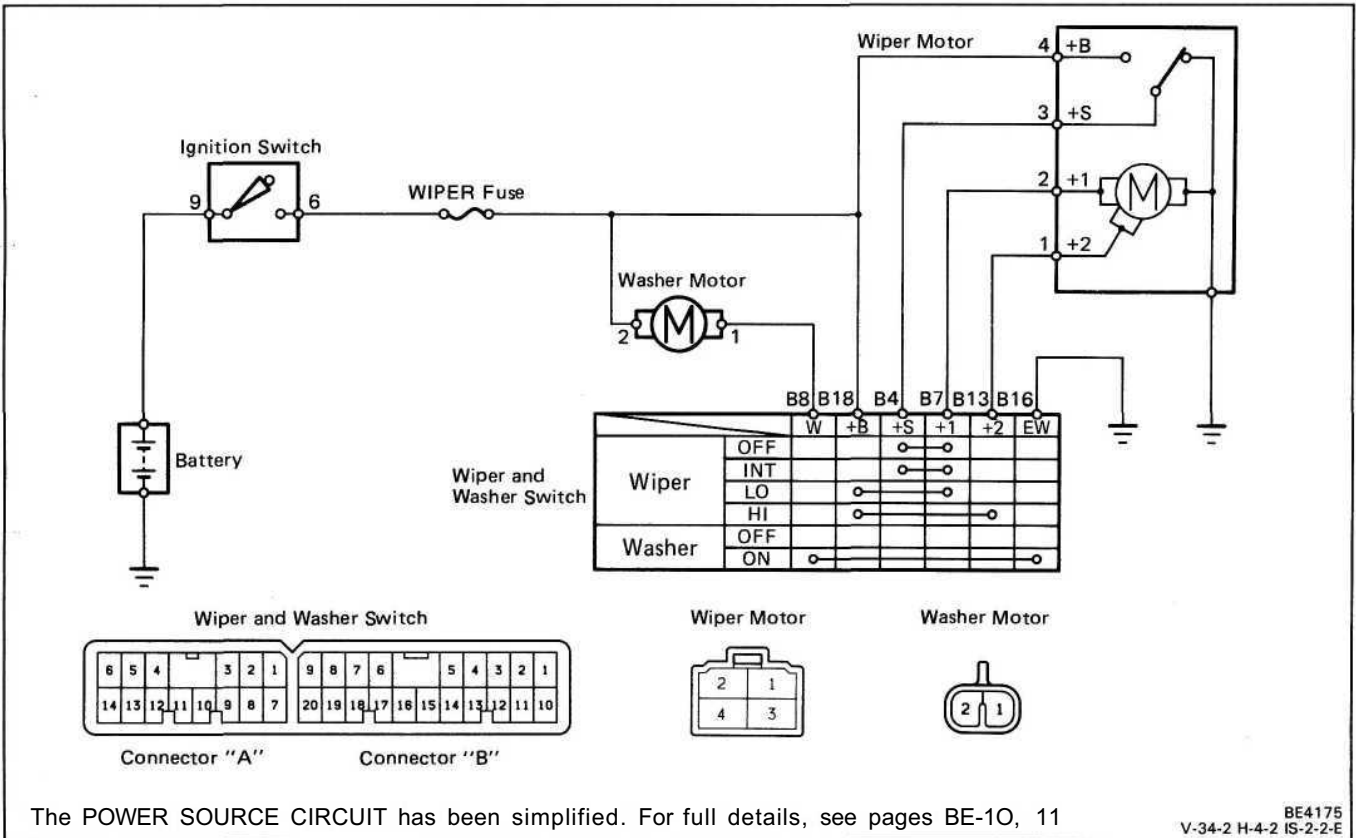 Wiper Motor
4 +B
3 +S
2 +1
M
1 +2
Ignition Switch
9
6
WIPER Fuse
Washer Motor
2
M
1
Battery
B8 B18 B4 B7 B13 B16
W +B +S +1 +2 EW
Wiper and
Washer Switch
Wiper
OFF
INT
LO
HI
Washer
OFF
ON
Wiper and Washer Switch
6 5 4 3 2 1
14 13 12 11 10 9 8 7
9 8 7 6 5 4 3 2 1
20 19 18 17 16 15 14 13 12 11 10
Connector "A"
Connector "B"
Wiper Motor
2 1
4 3
Washer Motor
2 1
The POWER SOURCE CIRCUIT has been simplified. For full details, see pages BE-1O, 11
BE4175
V-34-2 H-4-2 IS-2-2-E